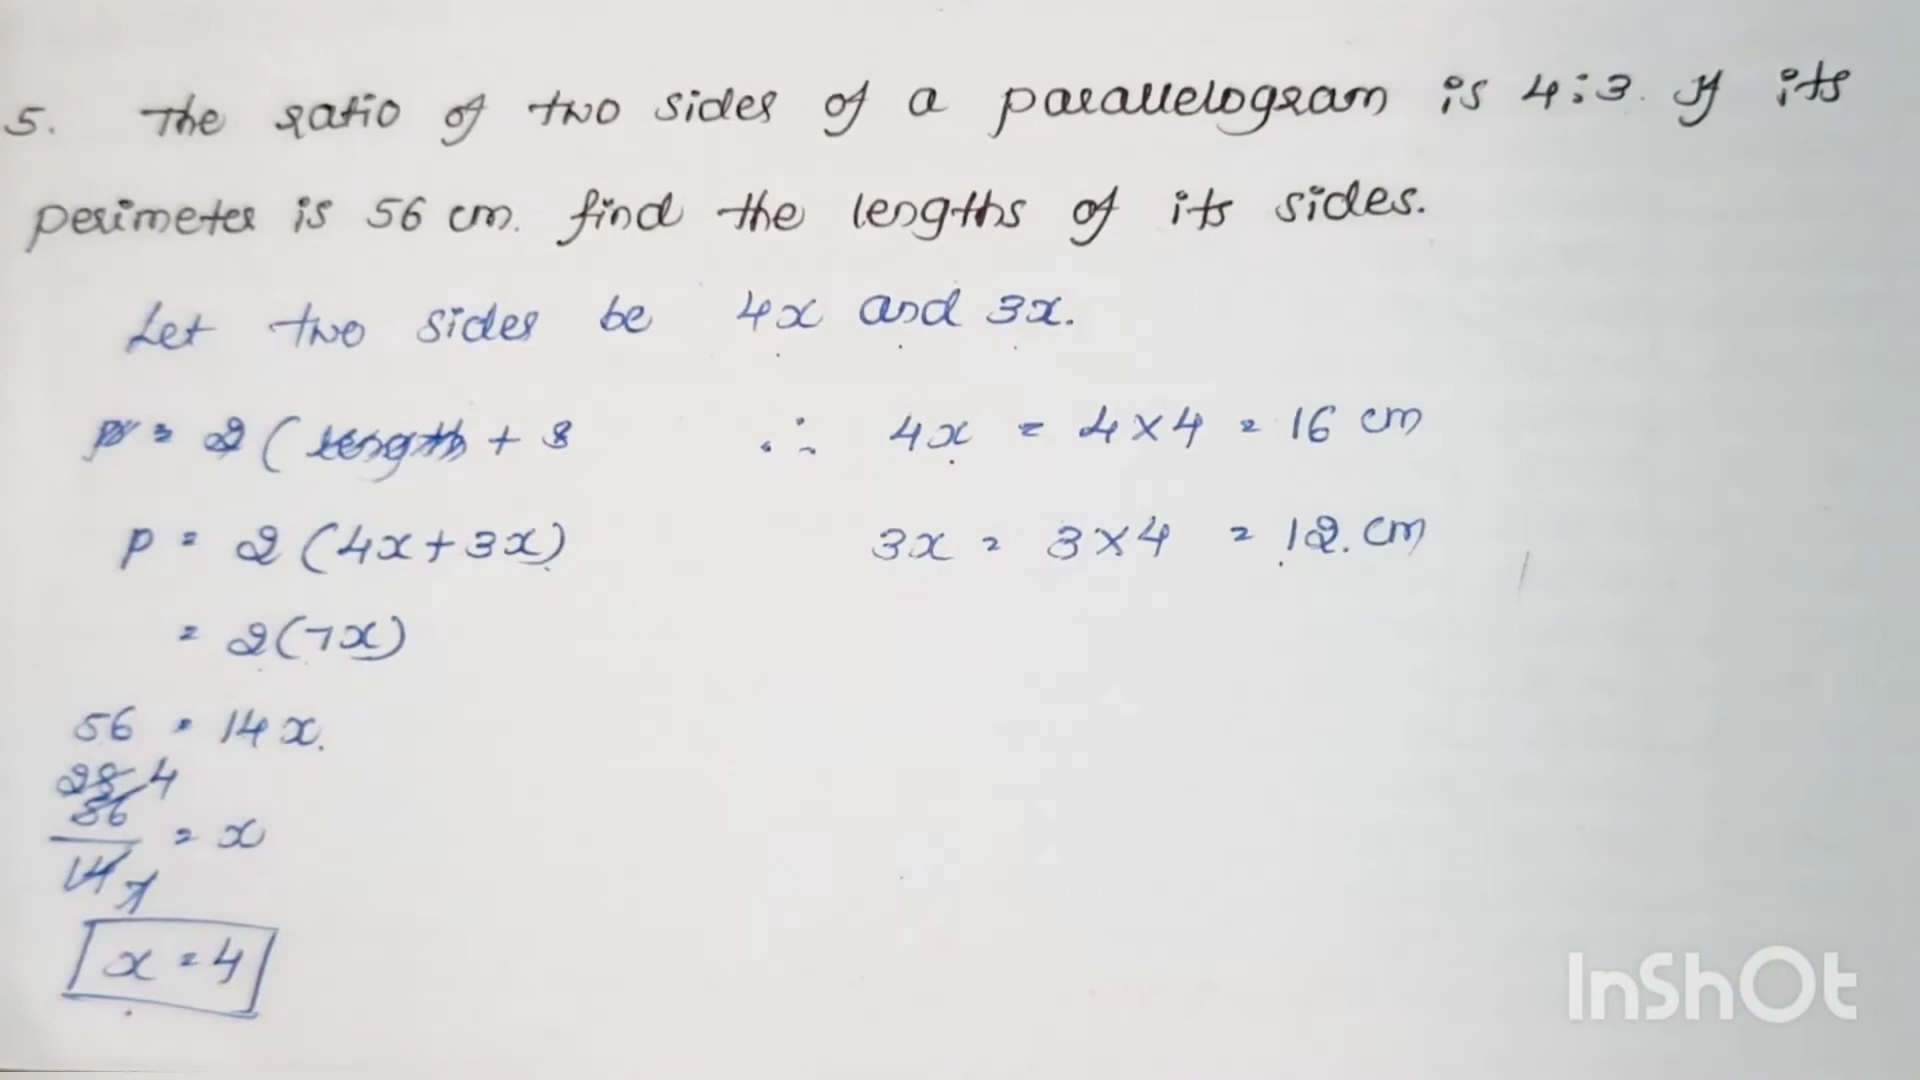 5. The ratio of two sides of a parallelogram is 4:3. If its
perimeter is 56 cm. find the lengths of its sides.
Let two sides be 4x and 3x.
P = 2 ( length + 8
P = 2 (4x+3x)
= 2(7x)
56 = 14x.
28 4
56
= x
14 1
x = 4
∴ 4x = 4×4 = 16 cm
3x = 3×4 = 12. cm
InShOt